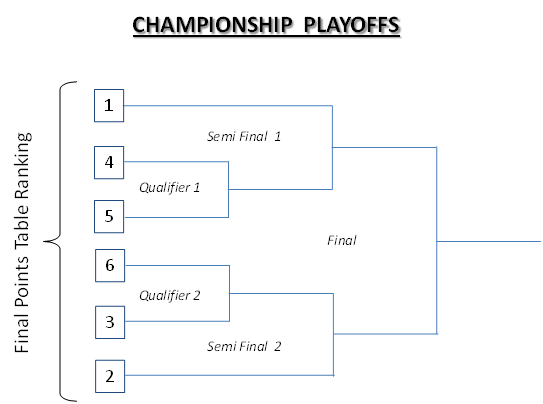 CHAMPIONSHIP PLAYOFFS
Final Points Table Ranking
1
Semi Final 1
4
Qualifier 1
5
Final
6
Qualifier 2
3
Semi Final 2
2